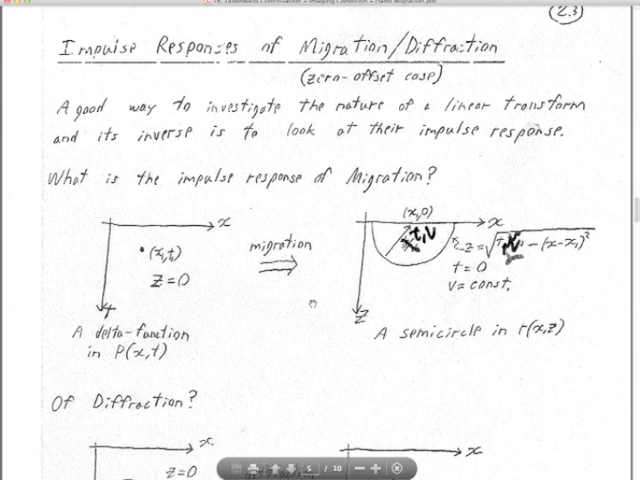 2.3
Impulse Responses of Migration/Diffraction
(zero-offset case)
A good way to investigate the nature of a linear transform
and its inverse is to look at their impulse response.
What is the impulse response of Migration?
(x,0)
x
x
(x,t,)
Z=0
migration
t,V
t=0
V=const.
t
z
A delta-function
in P(x,t)
A semicircle in r(x,z)
Of Diffraction?
x
x
z=0
5 / 10